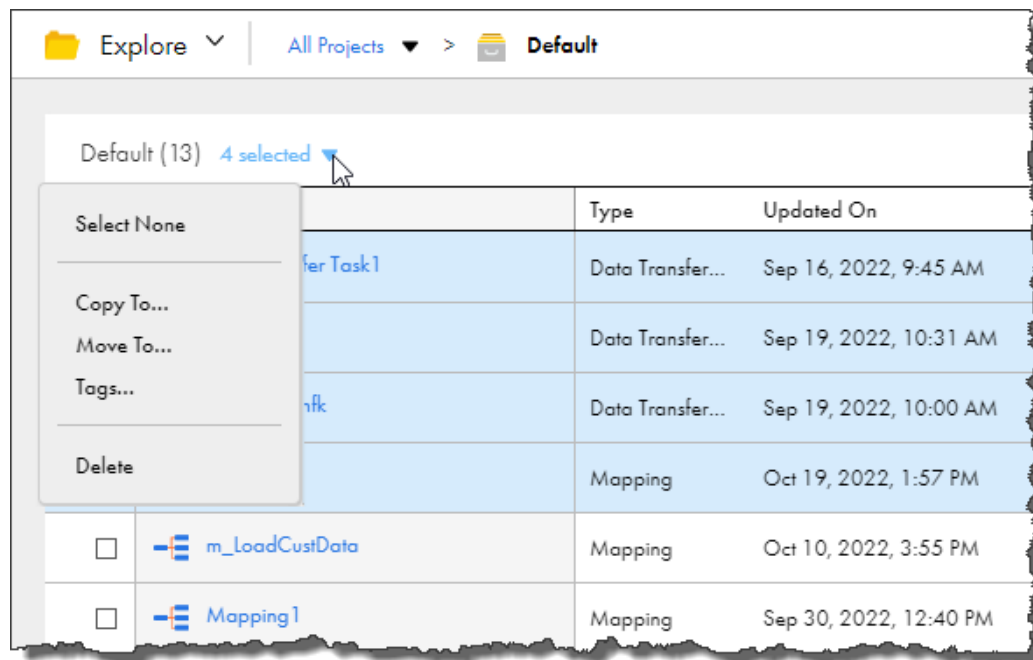 Explore All Projects > Default
Default (13) 4 selected
Select None
Copy To...
Move To...
Tags...
Delete
Type Updated On
fer Task1 Data Transfer... Sep 16, 2022, 9:45 AM
Data Transfer... Sep 19, 2022, 10:31 AM
nfk Data Transfer... Sep 19, 2022, 10:00 AM
Mapping Oct 19, 2022, 1:57 PM
m_LoadCustData Mapping Oct 10, 2022, 3:55 PM
Mapping1 Mapping Sep 30, 2022, 12:40 PM